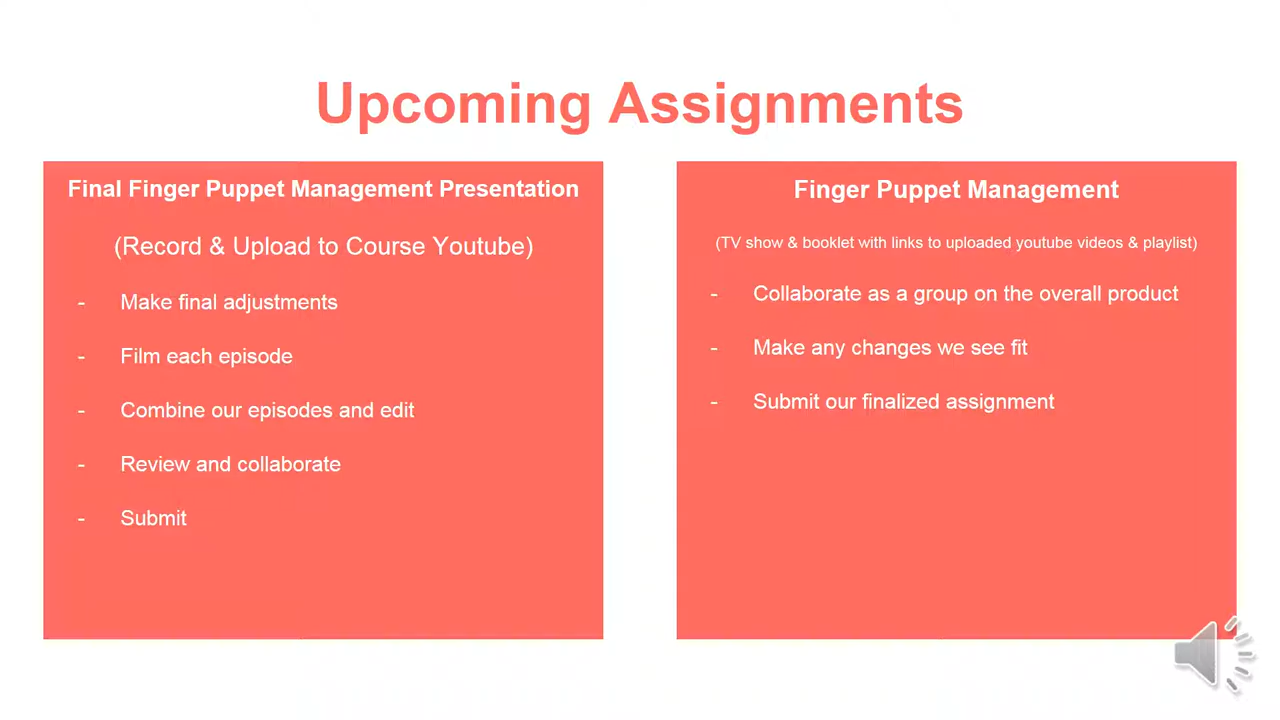 Upcoming Assignments
Final Finger Puppet Management Presentation
(Record & Upload to Course Youtube)
- Make final adjustments
- Film each episode
- Combine our episodes and edit
- Review and collaborate
- Submit
Finger Puppet Management
(TV show & booklet with links to uploaded youtube videos & playlist)
- Collaborate as a group on the overall product
- Make any changes we see fit
- Submit our finalized assignment